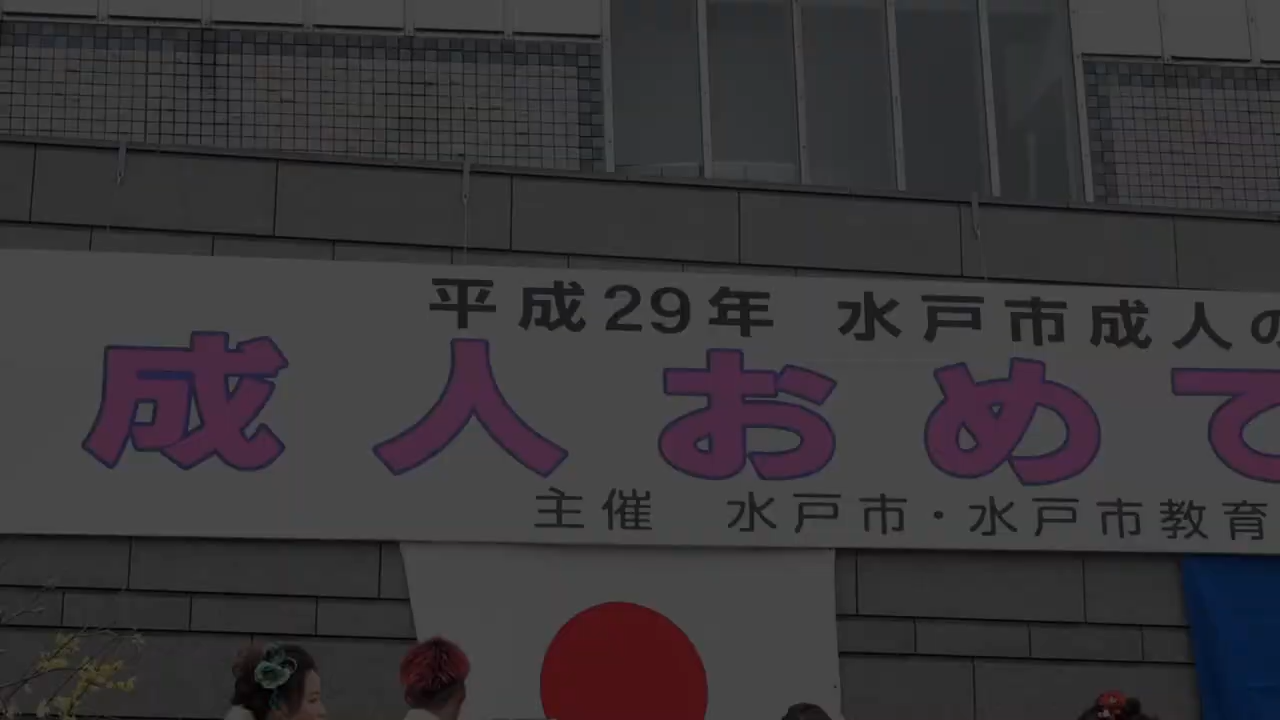 平成29年 水戸市成人の
成人おめで
主催 水戸市・水戸市教育